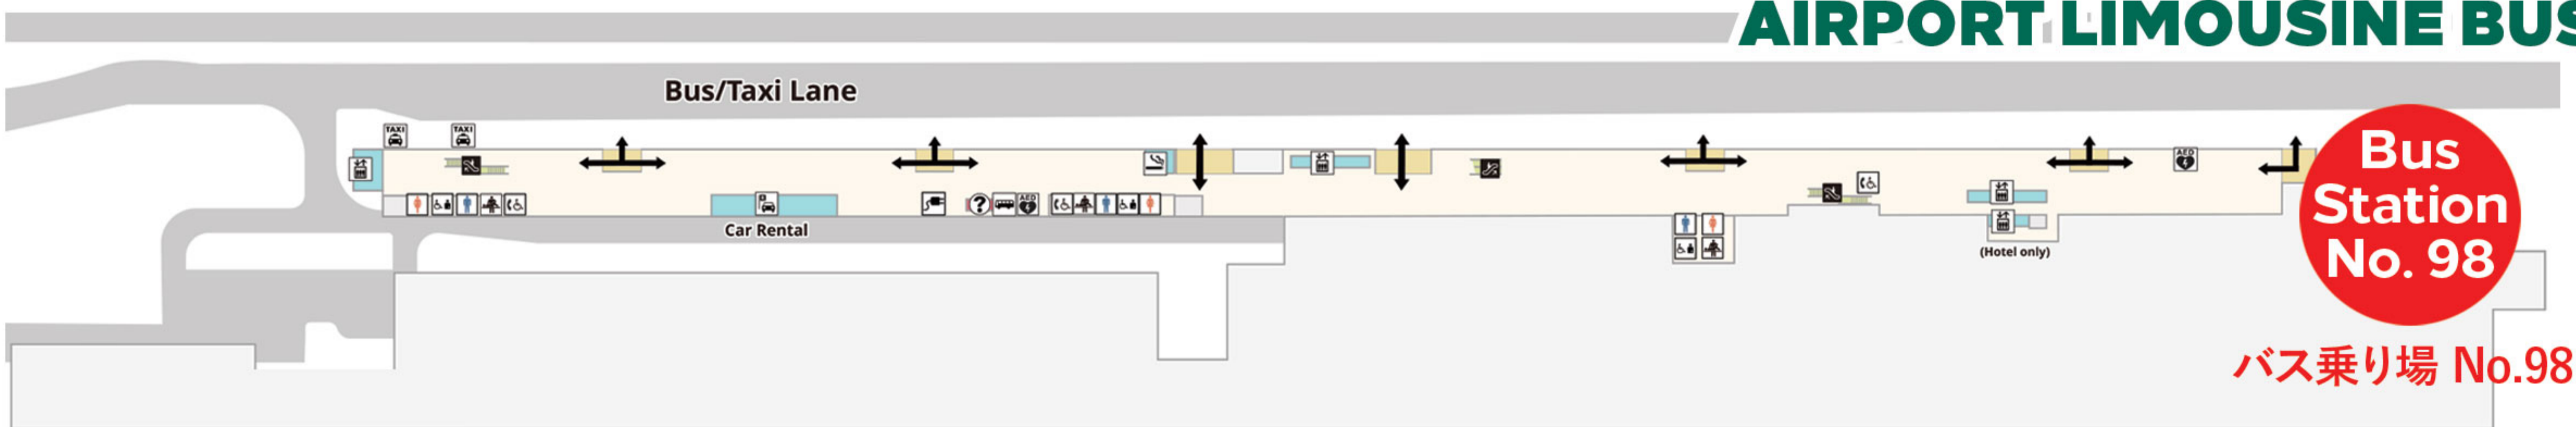 AIRPORT LIMOUSINE BUS
Bus/Taxi Lane
TAXI
TAXI
AED
?
AED
Car Rental
(Hotel only)
Bus
Station
No. 98
バス乗り場 No.98